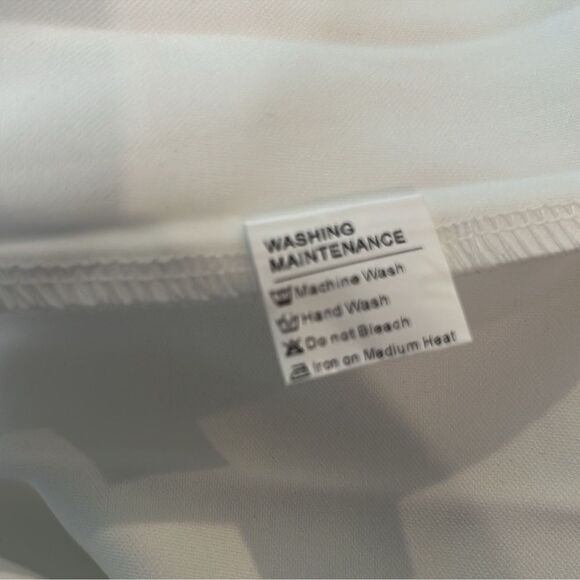 WASHING
MAINTENANCE
Machine Wash
Hand Wash
Do not Bleach
Iron on Medium Heat